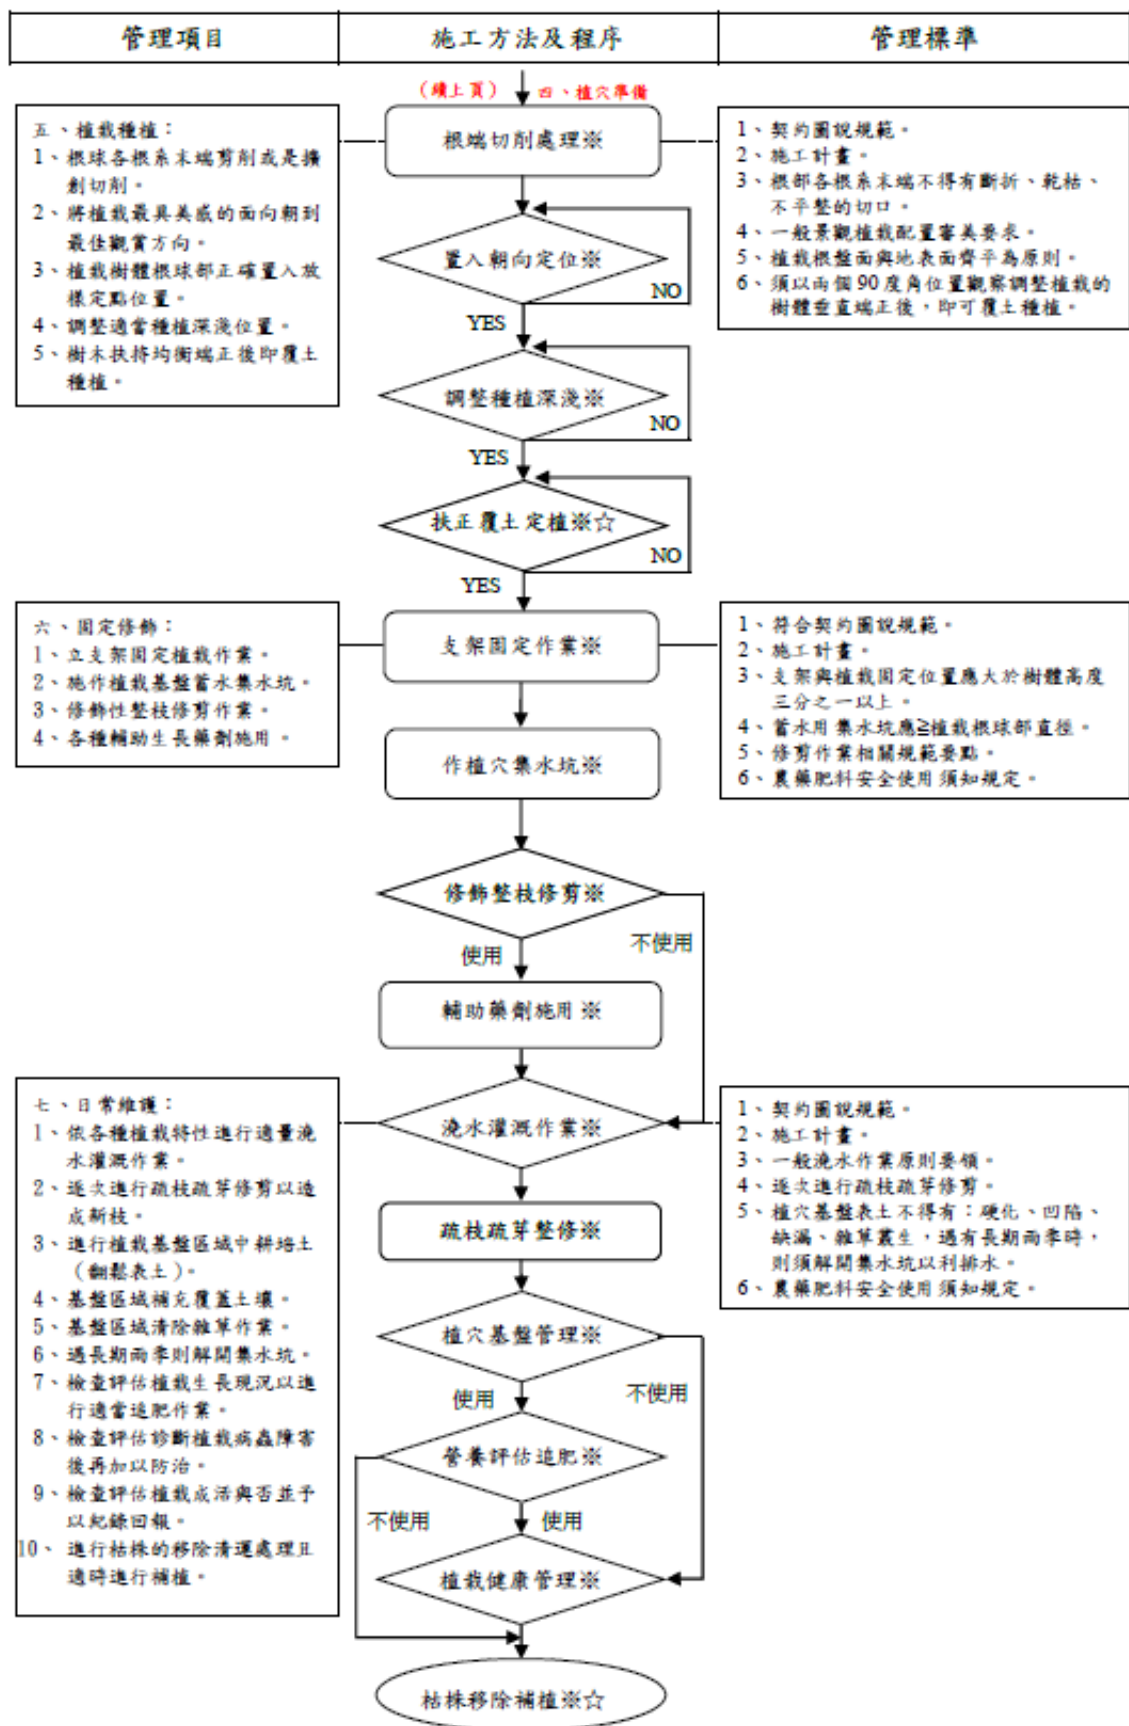 管理項目
施工方法及程序
管理標準
(續上頁)
四、植穴準備
五、植栽種植：
1、根球各根系末端剪削或是擴
創切削。
2、將植栽最具美感的面向朝到
最佳觀賞方向。
3、植栽樹體根球部正確置入放
樣定點位置。
4、調整適當種植深淺位置。
5、樹木扶持均衡端正後即覆土
種植。
根端切削處理※
1、契約圖說規範。
2、施工計畫。
3、根部各根系末端不得有斷折、乾枯、
不平整的切口。
4、一般景觀植栽配置審美要求。
5、植栽根盤面與地表面齊平為原則。
6、須以兩個90度角位置觀察調整植栽的
樹體垂直端正後，即可覆土種植。
置入朝向定位※
NO
YES
調整種植深淺※
NO
YES
扶正覆土定植※☆
NO
YES
六、固定修飾：
1、立支架固定植栽作業。
2、施作植栽基盤蓄水集水坑。
3、修飾性整枝修剪作業。
4、各種輔助生長藥劑施用。
支架固定作業※
1、符合契約圖說規範。
2、施工計畫。
3、支架與植栽固定位置應大於樹體高度
三分之一以上。
4、蓄水用集水坑應≧植栽根球部直徑。
5、修剪作業相關規範要點。
6、農藥肥料安全使用須知規定。
作植穴集水坑※
修飾整枝修剪※
使用
不使用
輔助藥劑施用※
七、日常維護：
1、依各種植栽特性進行適量澆
水灌溉作業。
2、逐次進行疏枝疏芽修剪以造
成新枝。
3、進行植栽基盤區域中耕培土
（翻鬆表土）。
4、基盤區域補充覆蓋土壤。
5、基盤區域清除雜草作業。
6、遇長期雨季則解開集水坑。
7、檢查評估植栽生長現況以進
行適當追肥作業。
8、檢查評估診斷植栽病蟲障害
後再加以防治。
9、檢查評估植栽成活與否並予
以紀錄回報。
10、進行枯株的移除清運處理且
適時進行補植。
澆水灌溉作業※
1、契約圖說規範。
2、施工計畫。
3、一般澆水作業原則要領。
4、逐次進行疏枝疏芽修剪。
5、植穴基盤表土不得有：硬化、凹陷、
缺漏、雜草叢生，遇有長期雨季時，
則須解開集水坑以利排水。
6、農藥肥料安全使用須知規定。
疏枝疏芽整修※
植穴基盤管理※
使用
不使用
營養評估追肥※
不使用
使用
植栽健康管理※
枯株移除補植※☆